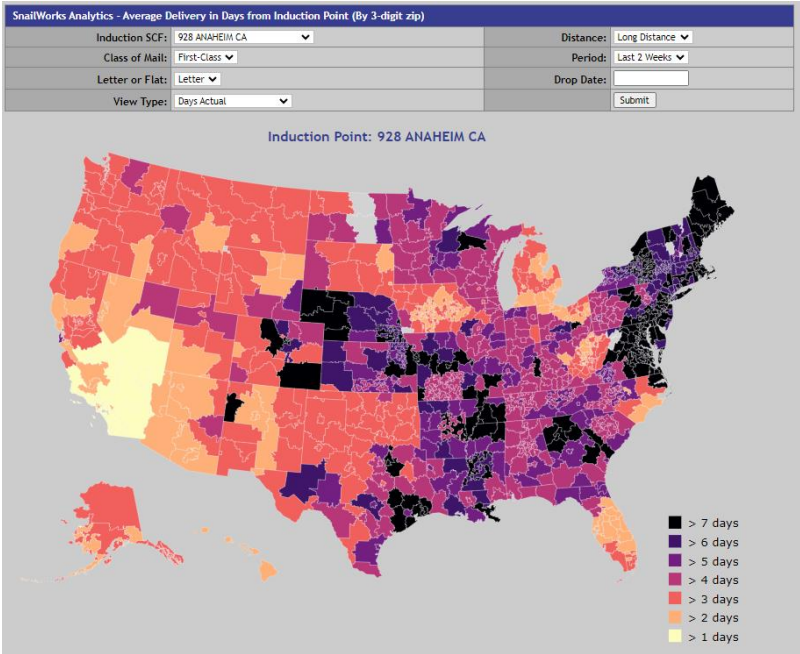 SnailWorks Analytics - Average Delivery in Days from Induction Point (By 3-digit zip)
Induction SCF: 928 ANAHEIM CA Distance: Long Distance
Class of Mail: First-Class Period: Last 2 Weeks
Letter or Flat: Letter Drop Date:
View Type: Days Actual Submit
Induction Point: 928 ANAHEIM CA
> 7 days
> 6 days
> 5 days
> 4 days
> 3 days
> 2 days
> 1 days